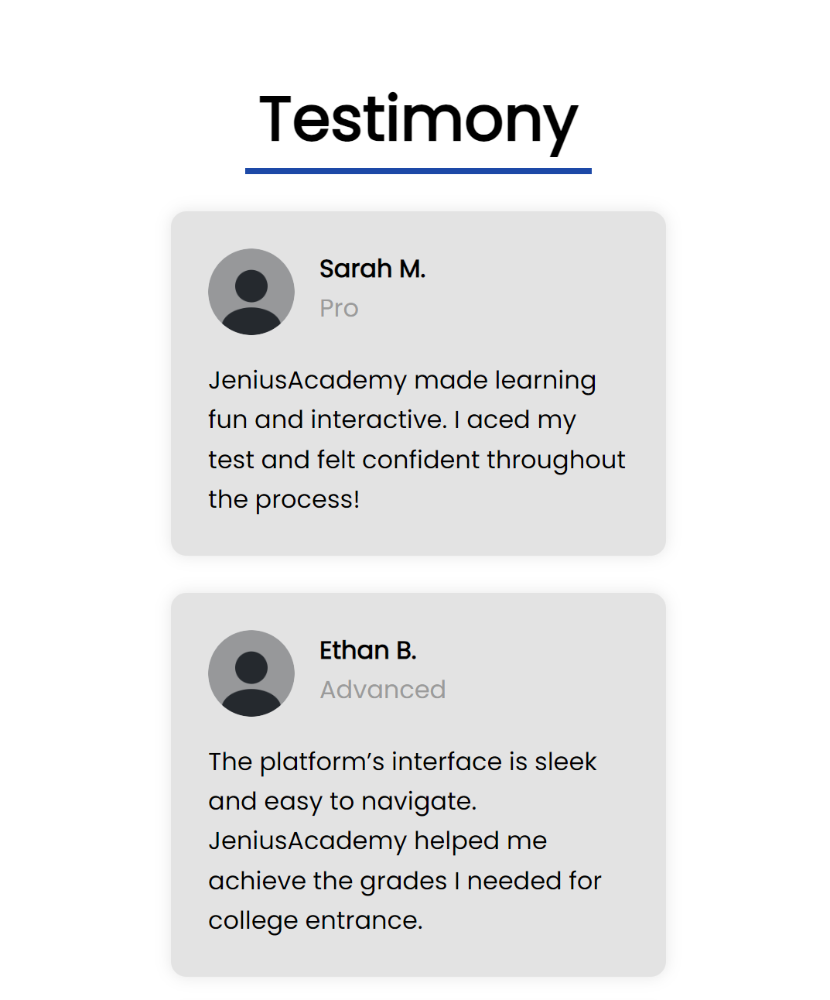 Testimony
Sarah M.
Pro
JeniusAcademy made learning
fun and interactive. I aced my
test and felt confident throughout
the process!
Ethan B.
Advanced
The platform’s interface is sleek
and easy to navigate.
JeniusAcademy helped me
achieve the grades I needed for
college entrance.